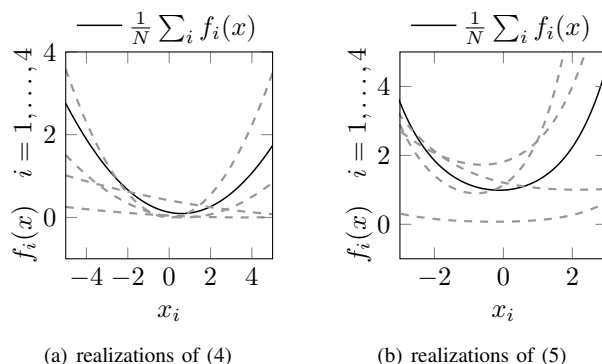 — 1/N ∑_i f_i(x)
f_i(x) i = 1, . . . , 4
4
2
0
−4 −2 0 2 4
x_i
(a) realizations of (4)
— 1/N ∑_i f_i(x)
f_i(x) i = 1, . . . , 4
4
2
0
−2 0 2
x_i
(b) realizations of (5)